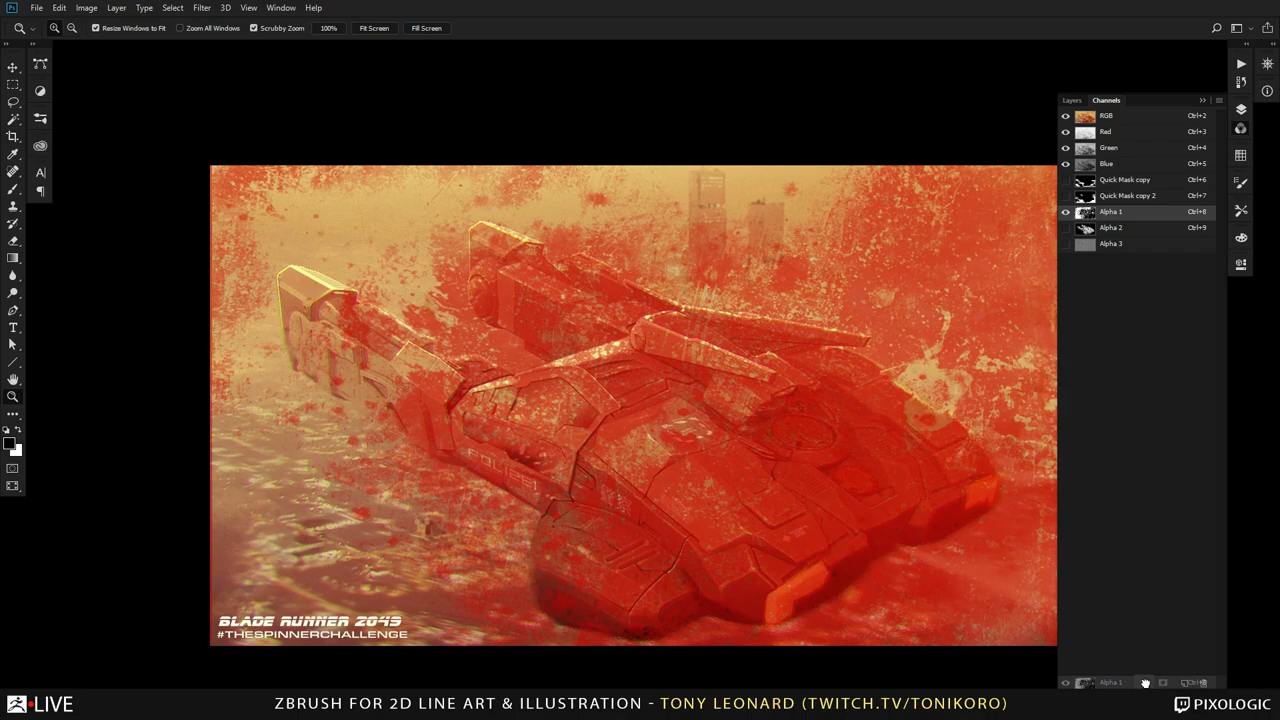 Ps File Edit Image Layer Type Select Filter 3D View Window Help
Resize Windows to Fit Zoom All Windows Scrubby Zoom 100% Fit Screen Fill Screen
Layers Channels
RGB Ctrl+2
Red Ctrl+3
Green Ctrl+4
Blue Ctrl+5
Quick Mask copy Ctrl+6
Quick Mask copy 2 Ctrl+7
Alpha 1 Ctrl+8
Alpha 2 Ctrl+9
Alpha 3
BLADE RUNNER 2049
#THESPINNERCHALLENGE
Alpha 1
LIVE ZBRUSH FOR 2D LINE ART & ILLUSTRATION - TONY LEONARD (TWITCH.TV/TONIKORO) PIXOLOGIC